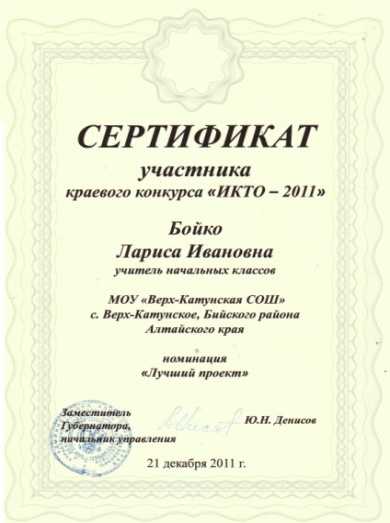 СЕРТИФИКАТ
участника
краевого конкурса «ИКТО – 2011»
Бойко
Лариса Ивановна
учитель начальных классов
МОУ «Верх-Катунская СОШ»
с. Верх-Катунское, Бийского района
Алтайского края
номинация
«Лучший проект»
Заместитель
Губернатора,
начальник управления
Ю.Н. Денисов
21 декабря 2011 г.